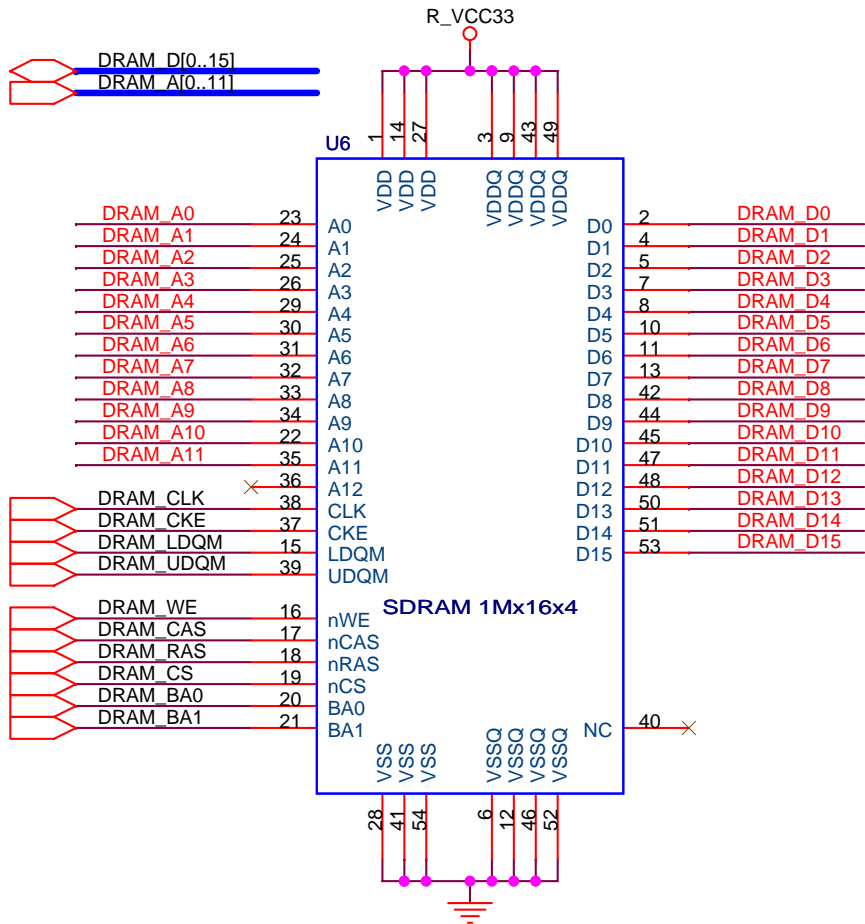 R_VCC33
DRAM_D[0..15]
DRAM_A[0..11]
U6
1 14 27 3 9 43 49
VDD VDD VDD VDDQ VDDQ VDDQ VDDQ
DRAM_A0 23 A0 D0 2 DRAM_D0
DRAM_A1 24 A1 D1 4 DRAM_D1
DRAM_A2 25 A2 D2 5 DRAM_D2
DRAM_A3 26 A3 D3 7 DRAM_D3
DRAM_A4 29 A4 D4 8 DRAM_D4
DRAM_A5 30 A5 D5 10 DRAM_D5
DRAM_A6 31 A6 D6 11 DRAM_D6
DRAM_A7 32 A7 D7 13 DRAM_D7
DRAM_A8 33 A8 D8 42 DRAM_D8
DRAM_A9 34 A9 D9 44 DRAM_D9
DRAM_A10 22 A10 D10 45 DRAM_D10
DRAM_A11 35 A11 D11 47 DRAM_D11
36 A12 D12 48 DRAM_D12
DRAM_CLK 38 CLK D13 50 DRAM_D13
DRAM_CKE 37 CKE D14 51 DRAM_D14
DRAM_LDQM 15 LDQM D15 53 DRAM_D15
DRAM_UDQM 39 UDQM
SDRAM 1Mx16x4
DRAM_WE 16 nWE
DRAM_CAS 17 nCAS
DRAM_RAS 18 nRAS
DRAM_CS 19 nCS
DRAM_BA0 20 BA0
DRAM_BA1 21 BA1 NC 40
VSS VSS VSS VSSQ VSSQ VSSQ VSSQ
28 41 54 6 12 46 52